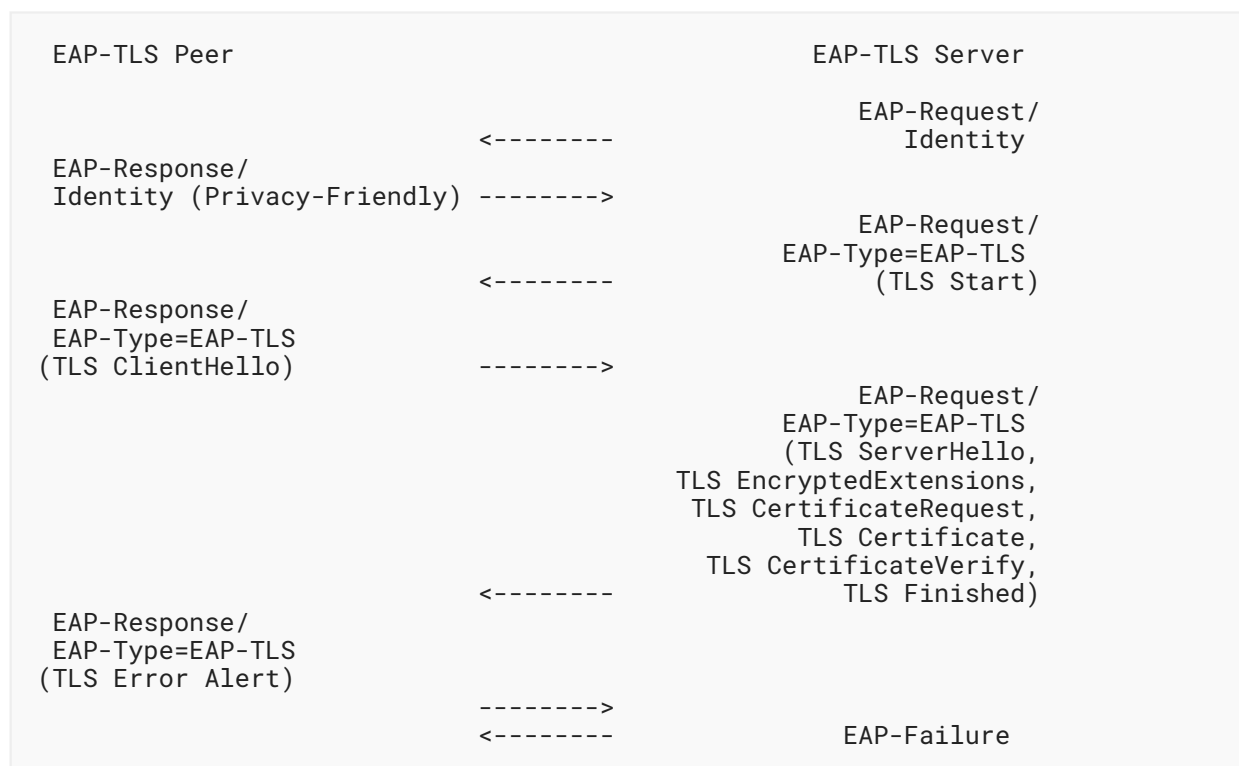 EAP-TLS Peer                                      EAP-TLS Server
                                                     EAP-Request/
                             <--------                  Identity
EAP-Response/
Identity (Privacy-Friendly) -------->
                                                     EAP-Request/
                                                EAP-Type=EAP-TLS
                             <--------                (TLS Start)
EAP-Response/
EAP-Type=EAP-TLS
(TLS ClientHello)            -------->
                                                     EAP-Request/
                                                EAP-Type=EAP-TLS
                                                (TLS ServerHello,
                                         TLS EncryptedExtensions,
                                          TLS CertificateRequest,
                                                 TLS Certificate,
                                           TLS CertificateVerify,
                             <--------              TLS Finished)
EAP-Response/
EAP-Type=EAP-TLS
(TLS Error Alert)
                             -------->
                             <--------              EAP-Failure